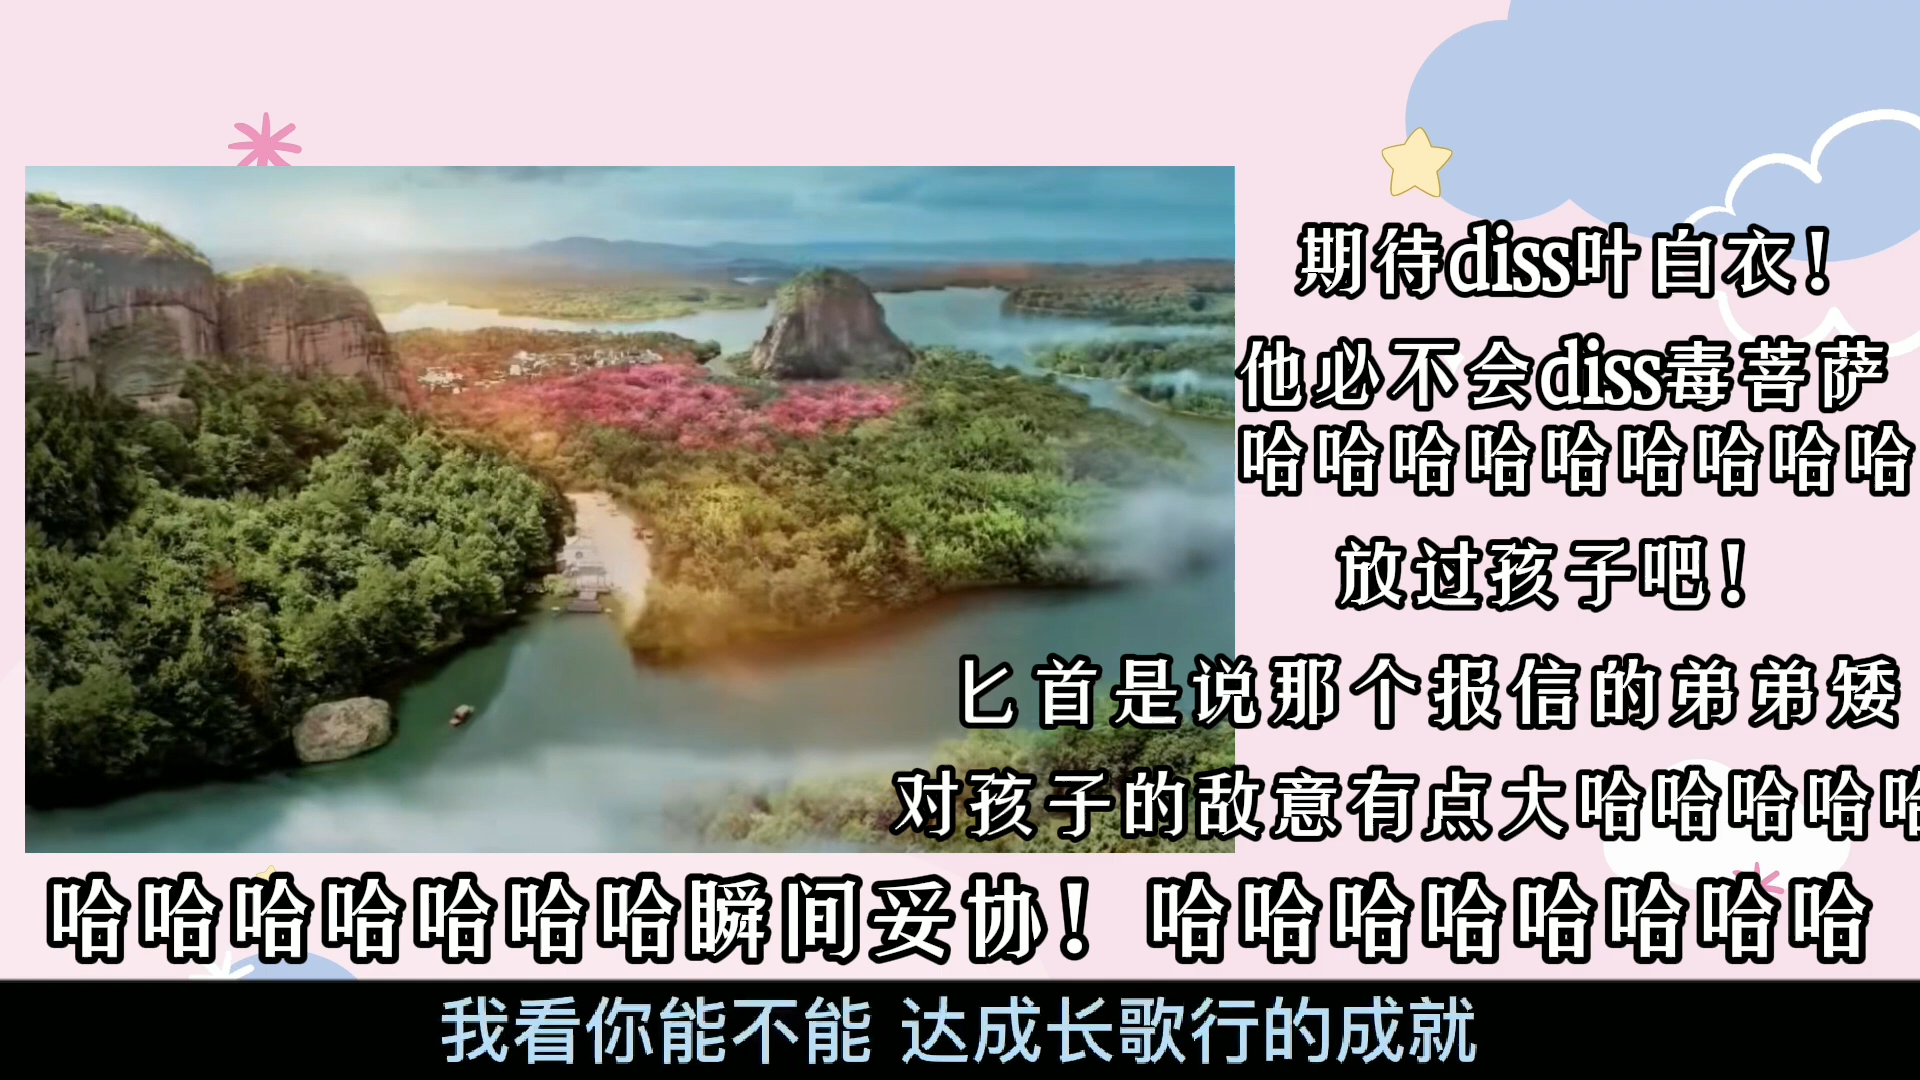 期待diss叶白衣！
他必不会diss毒菩萨
哈哈哈哈哈哈哈哈哈
放过孩子吧！
匕首是说那个报信的弟弟矮
对孩子的敌意有点大哈哈哈哈哈
哈哈哈哈哈哈哈瞬间妥协！哈哈哈哈哈哈哈哈
我看你能不能 达成长歌行的成就